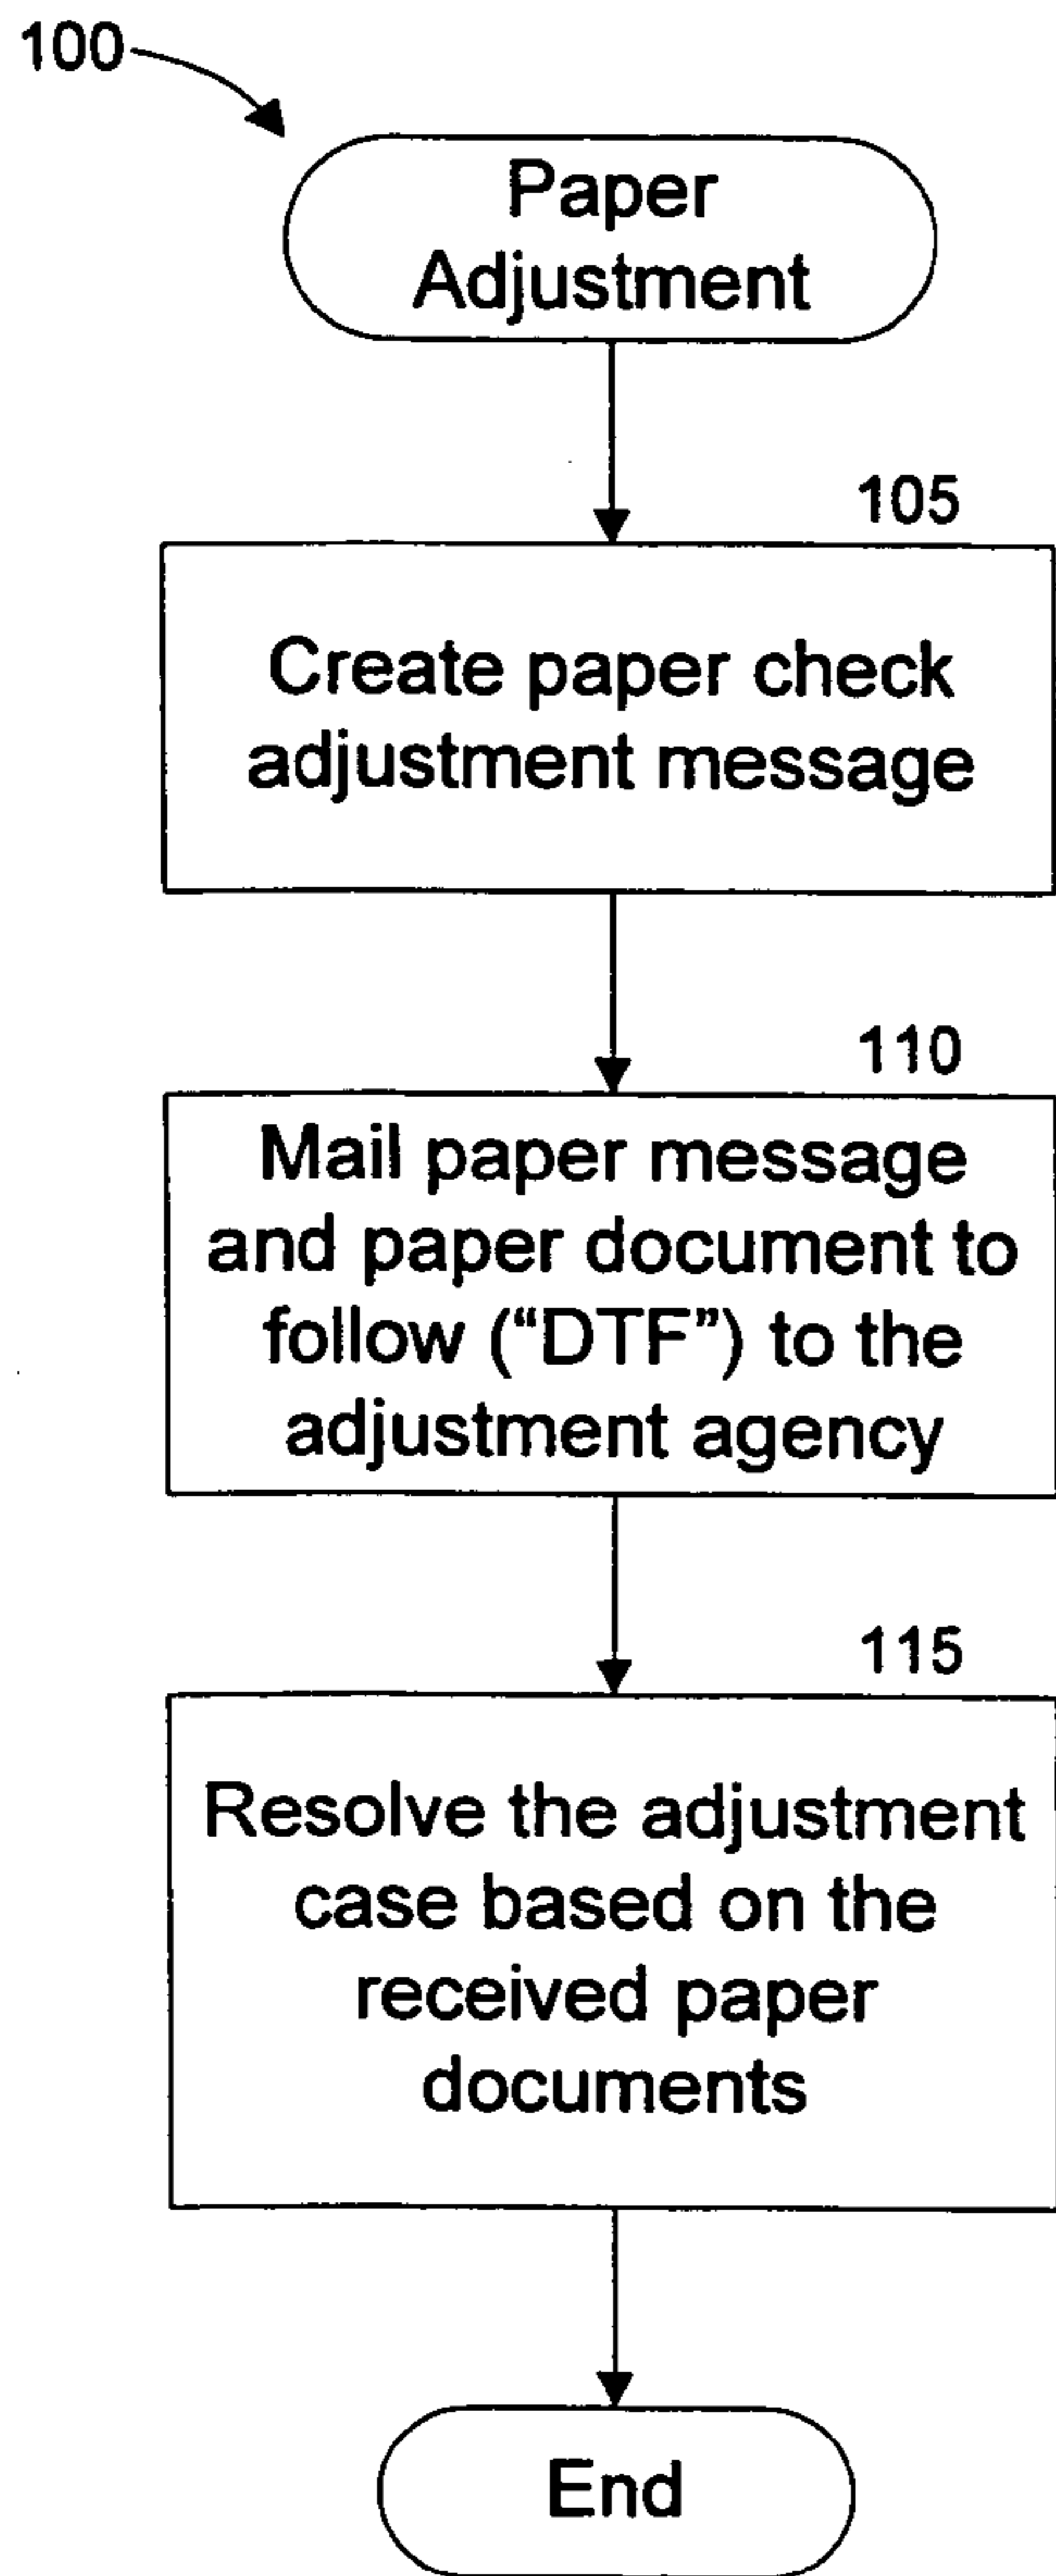 100
Paper
Adjustment
105
Create paper check
adjustment message
110
Mail paper message
and paper document to
follow (“DTF”) to the
adjustment agency
115
Resolve the adjustment
case based on the
received paper
documents
End